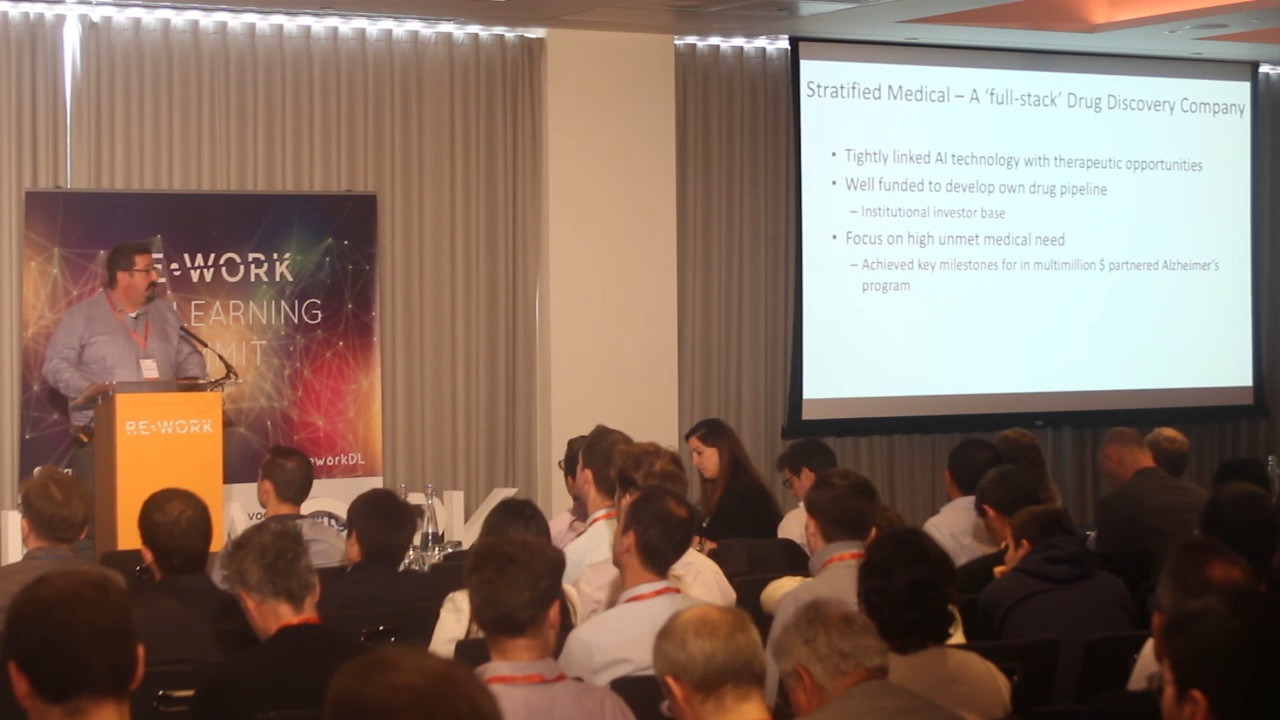 Stratified Medical – A ‘full-stack’ Drug Discovery Company
• Tightly linked AI technology with therapeutic opportunities
• Well funded to develop own drug pipeline
– Institutional investor base
• Focus on high unmet medical need
– Achieved key milestones for in multimillion $ partnered Alzheimer's
program
E•WORK
LEARNING
MIT
RE•WORK
eworkDL